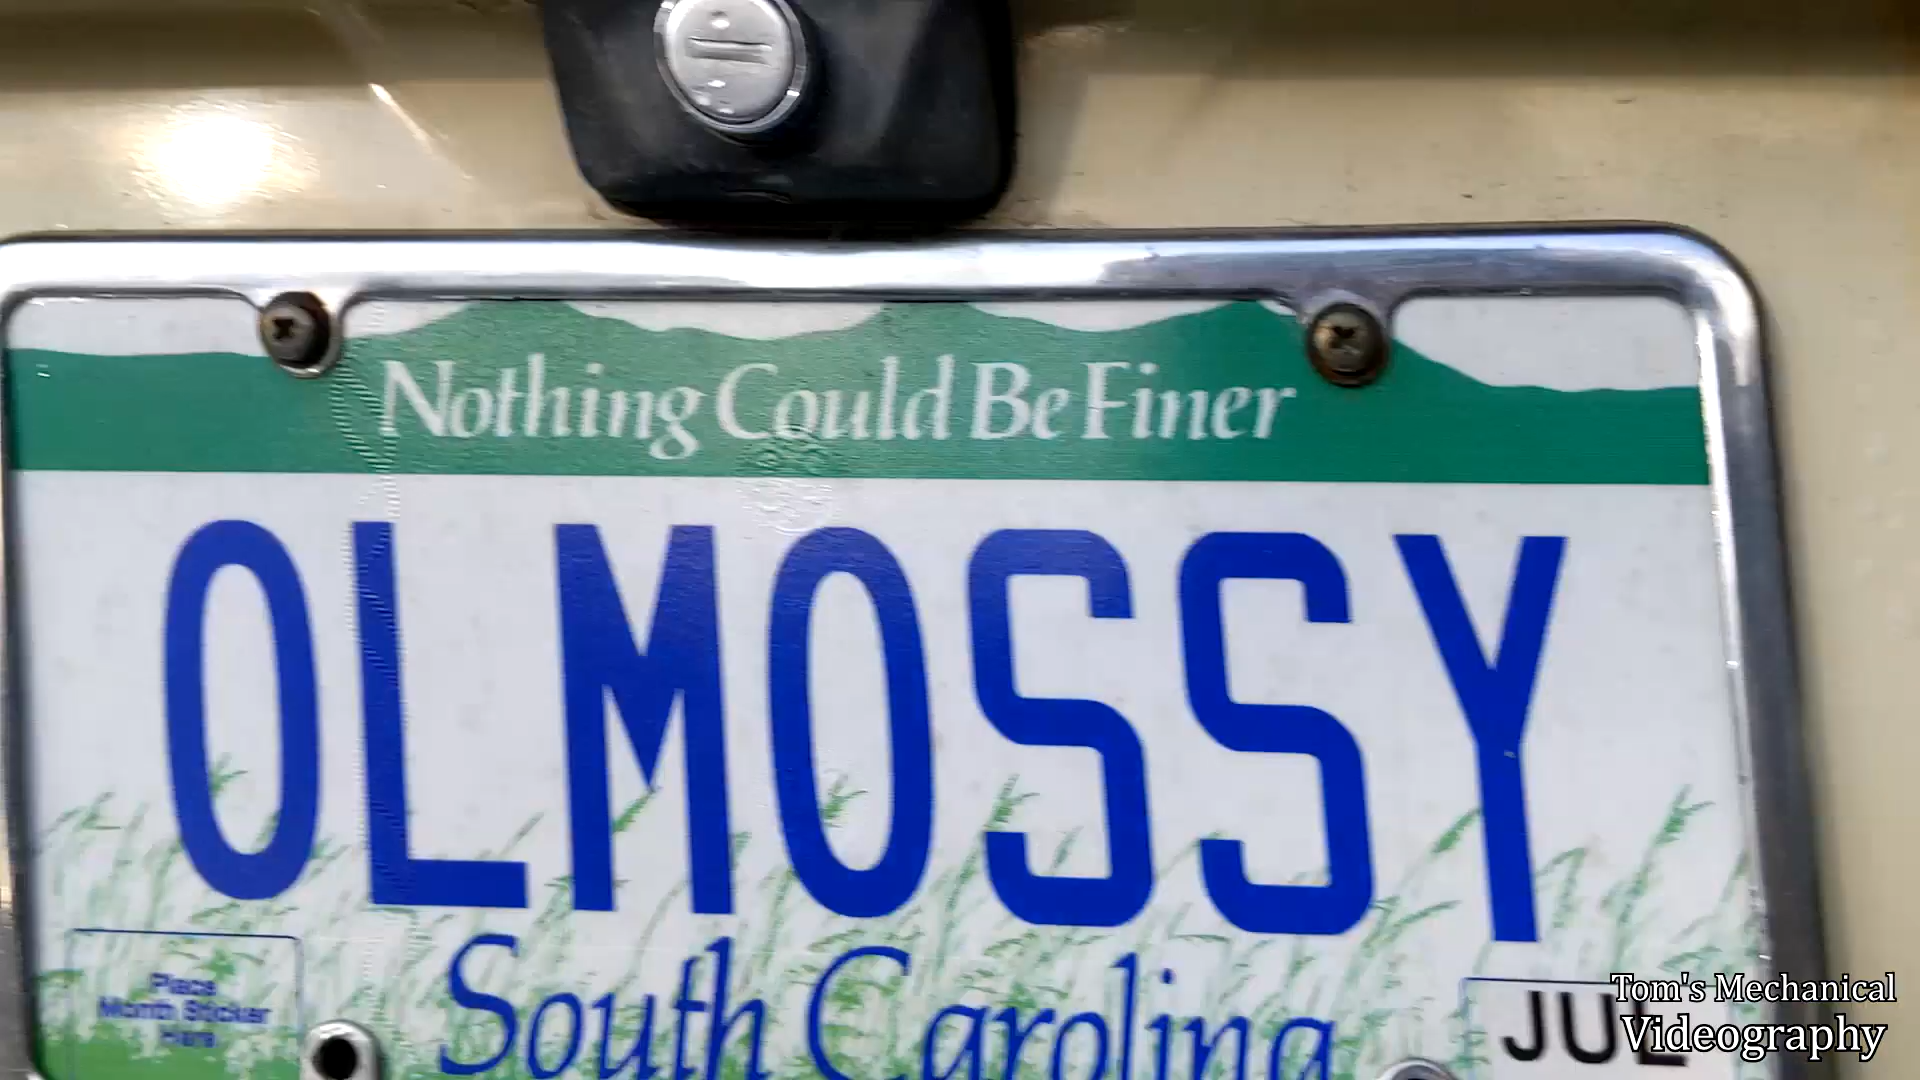 Nothing Could Be Finer
OLMOSSY
Place
Month Sticker
Here
South Carolina
JUL
Tom's Mechanical
Videography